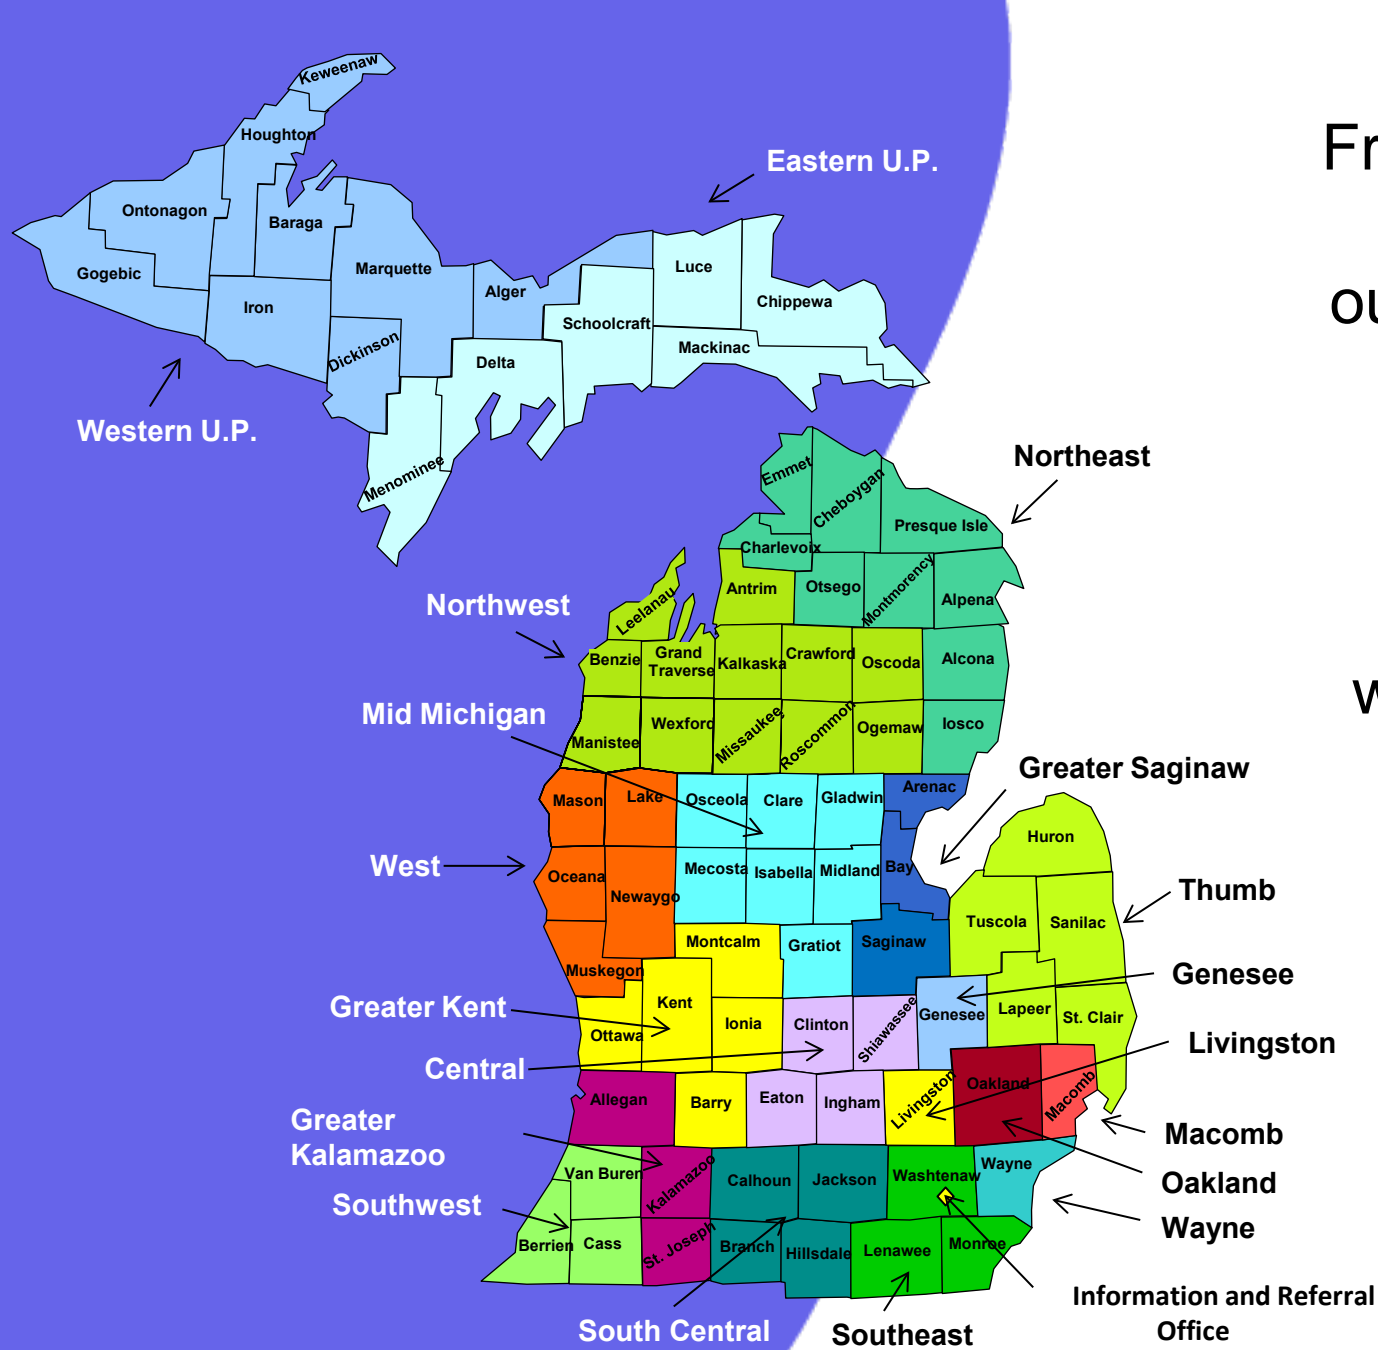 Keweenaw
Houghton
Fr
Eastern U.P.
Ontonagon
Baraga
Gogebic
Marquette
Luce
Iron
Alger
Chippewa
ou
Schoolcraft
Dickinson
Mackinac
Delta
Western U.P.
Menominee
Northeast
Emmet
Cheboygan
Presque Isle
Charlevoix
Antrim
Otsego
Montmorency
Alpena
Northwest
Leelanau
Benzie
Grand
Traverse
Kalkaska
Crawford
Oscoda
Alcona
Mid Michigan
Manistee
Wexford
Missaukee
Roscommon
Ogemaw
Iosco
Greater Saginaw
Mason
Lake
Osceola
Clare
Gladwin
Arenac
Huron
West
Oceana
Newaygo
Mecosta
Isabella
Midland
Bay
Thumb
Tuscola
Sanilac
Muskegon
Montcalm
Gratiot
Saginaw
Genesee
Greater Kent
Kent
Ottawa
Ionia
Clinton
Shiawassee
Genesee
Lapeer
St. Clair
Livingston
Central
Allegan
Barry
Eaton
Ingham
Livingston
Oakland
Macomb
Greater
Kalamazoo
Macomb
Van Buren
Kalamazoo
Calhoun
Jackson
Washtenaw
Wayne
Oakland
Southwest
Wayne
Berrien
Cass
St. Joseph
Branch
Hillsdale
Lenawee
Monroe
Information and Referral
Office
South Central
Southeast